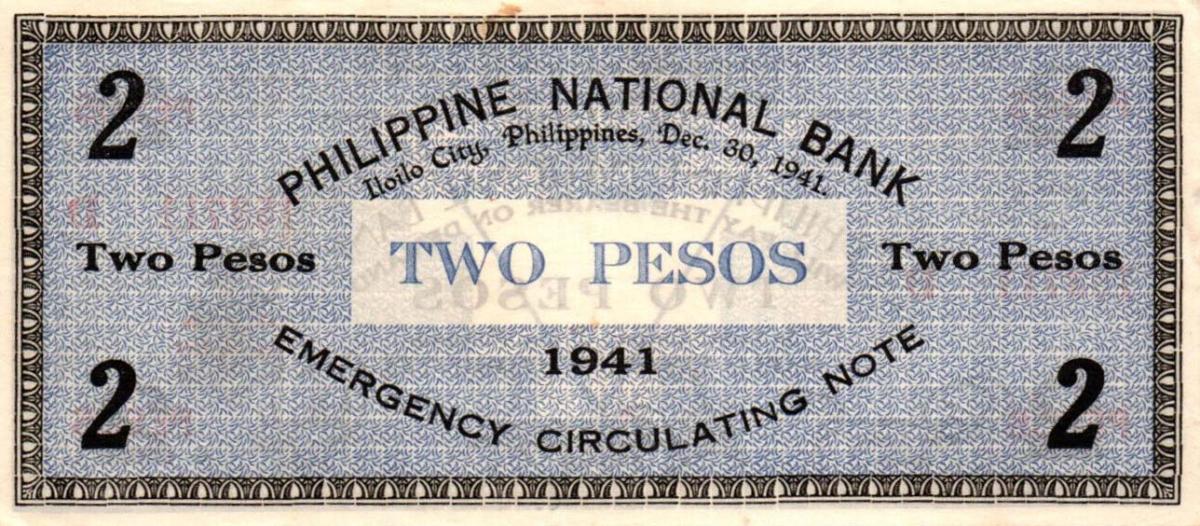 2 2
PHILIPPINE NATIONAL BANK
Iloilo City, Philippines, Dec. 30, 1941.
Two Pesos TWO PESOS Two Pesos
1941
EMERGENCY CIRCULATING NOTE
2 2